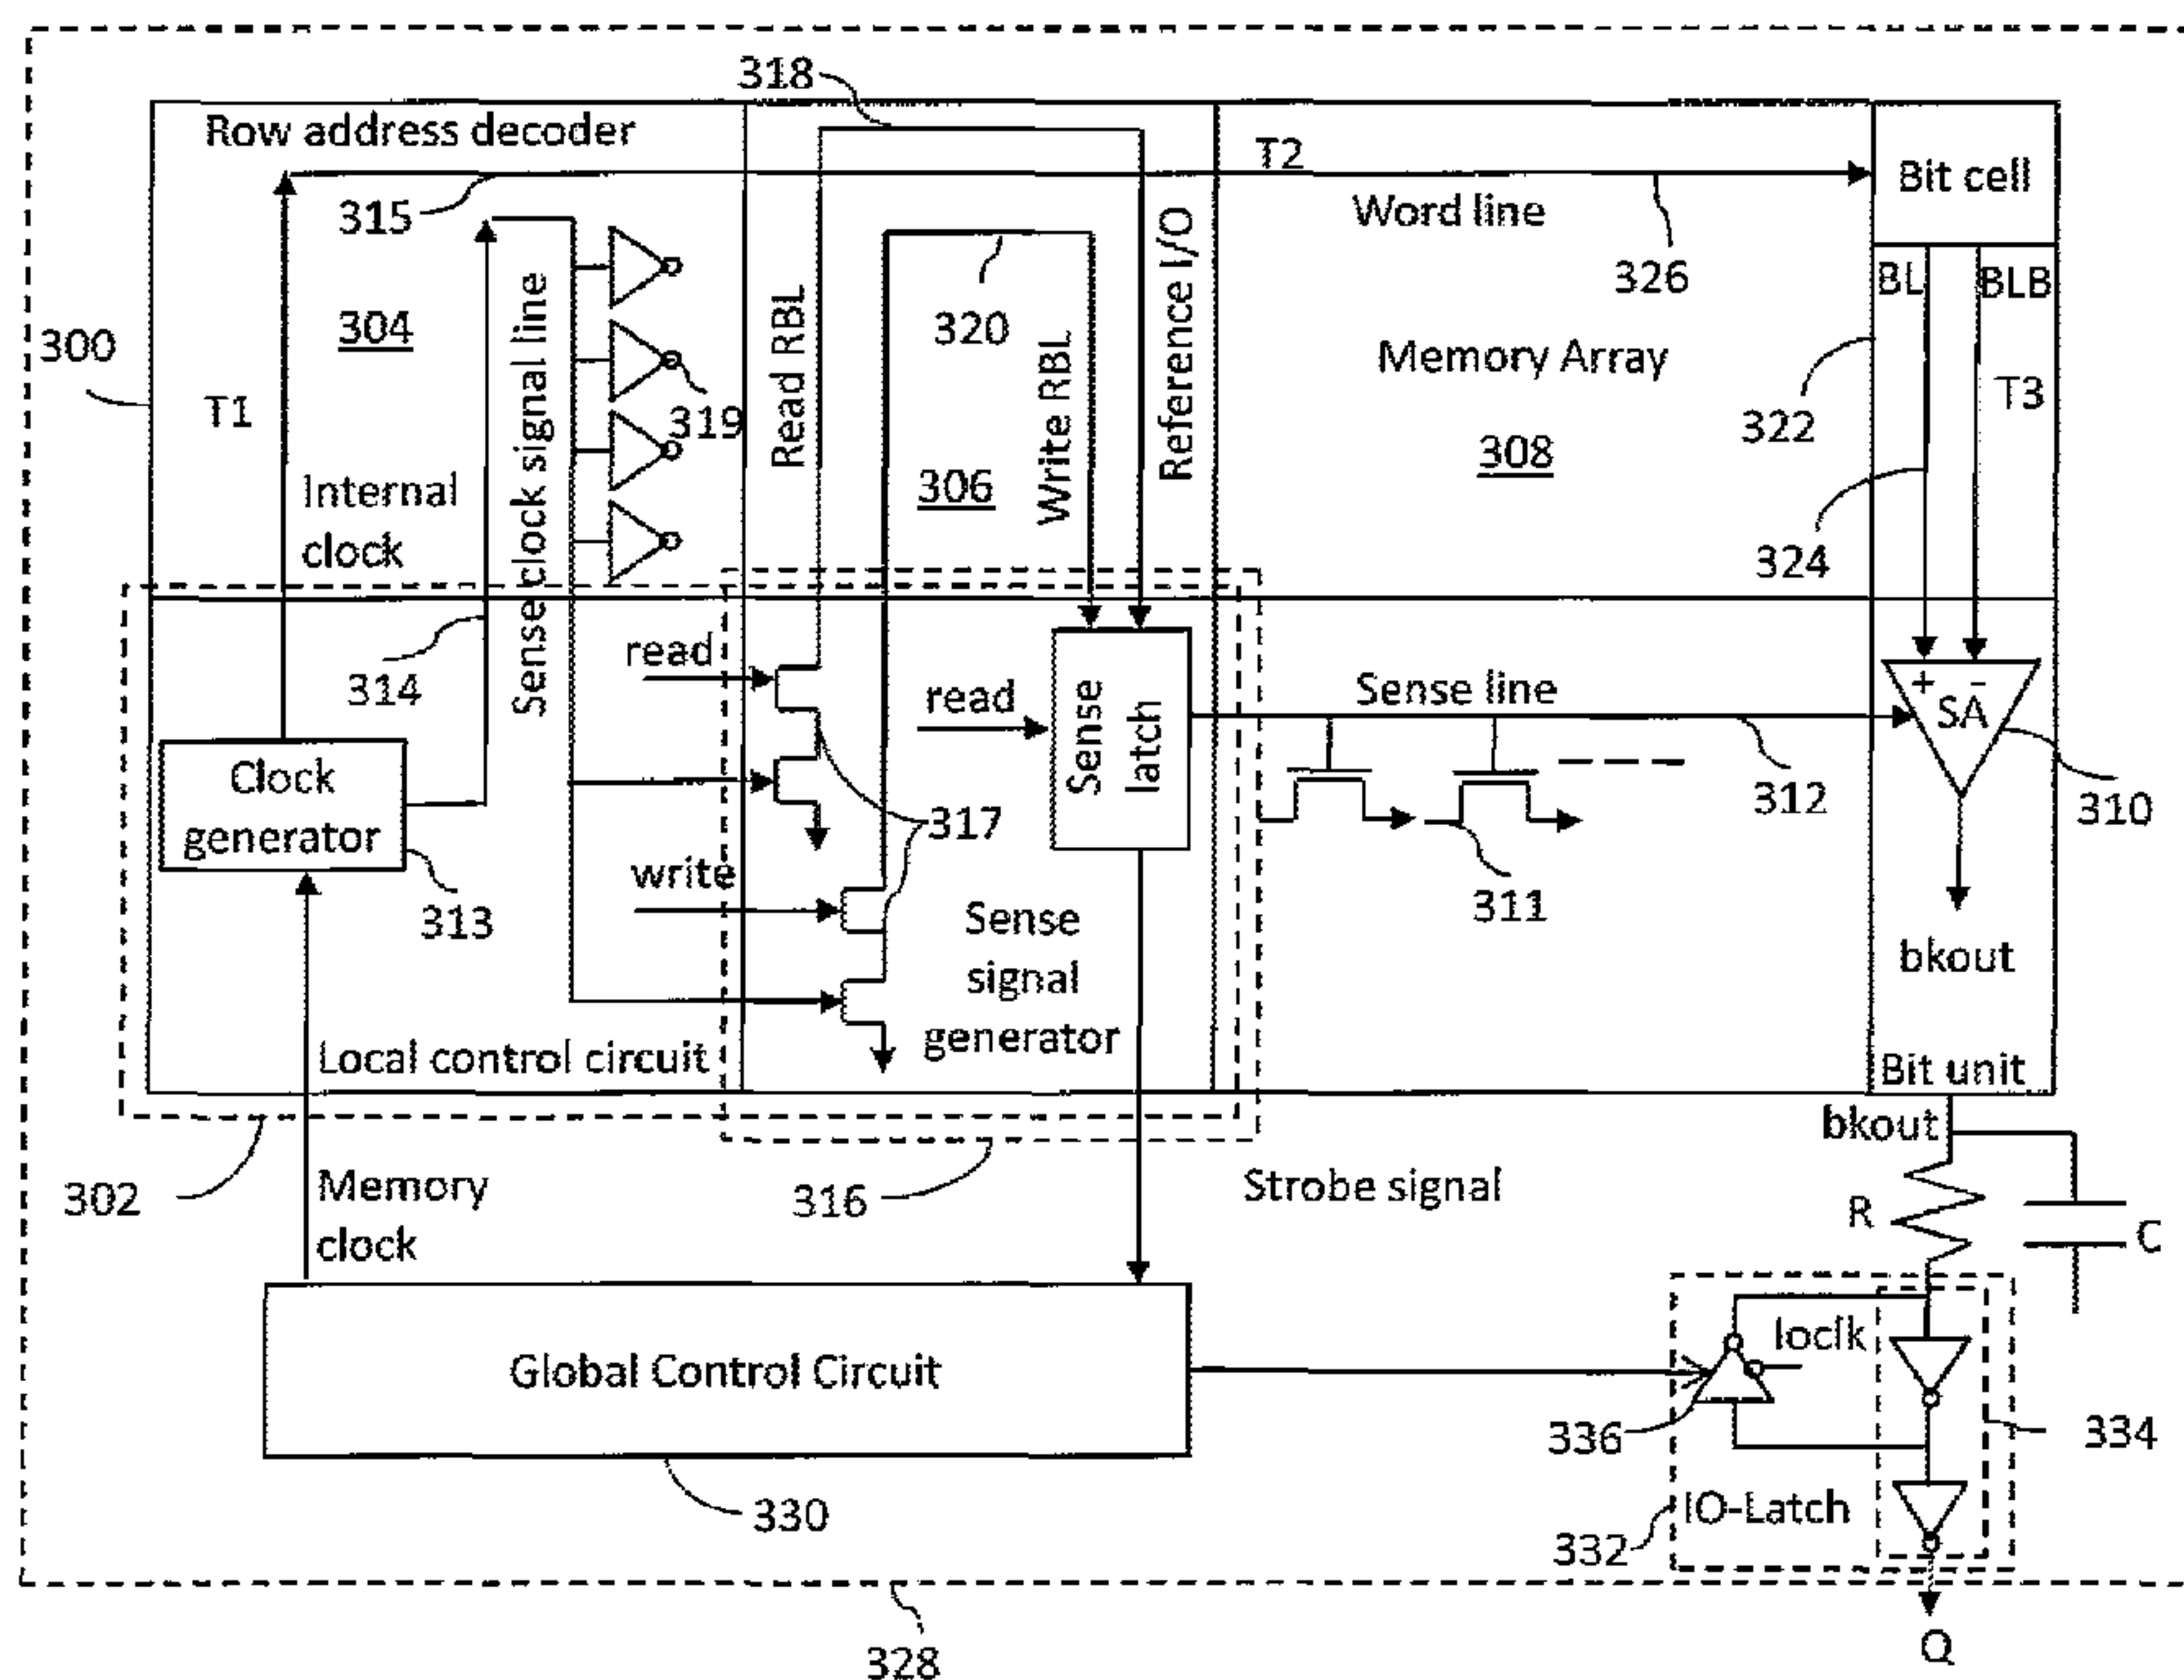 318
Row address decoder
T2
Bit cell
315
Word line
326
BL
BLB
304
Sense clock signal line
Read RBL
320
Write RBL
Reference I/O
Memory Array
300
T1
319
322
T3
306
308
Internal
clock
324
read
314
read
Sense
latch
Sense line
+
-
SA
Clock
generator
317
312
310
write
313
311
Sense
signal
generator
bkout
Local control circuit
Bit unit
bkout
302
Memory
clock
316
Strobe signal
R
C
Global Control Circuit
loclk
336
334
330
IO-Latch
332
328
Q